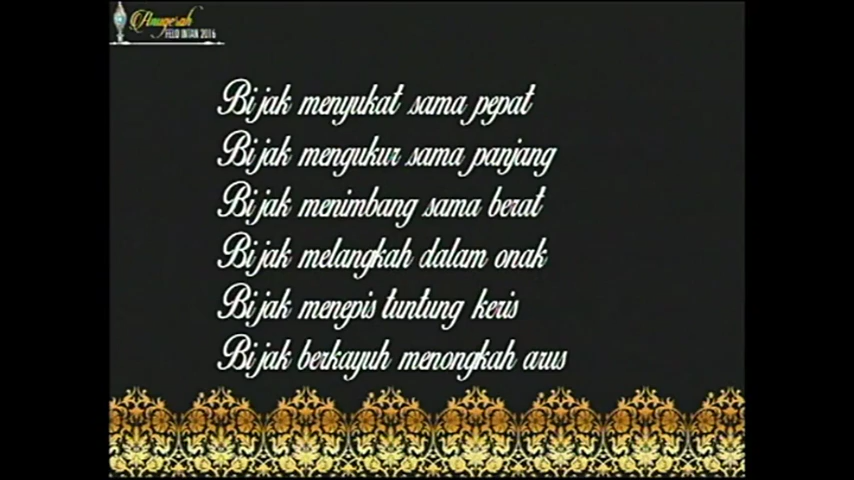 Anugerah
FELO INTAN 2016
Bijak menyukat sama pepat
Bijak mengukur sama panjang
Bijak menimbang sama berat
Bijak melangkah dalam onak
Bijak menepis tuntung keris
Bijak berkayuh menongkah arus